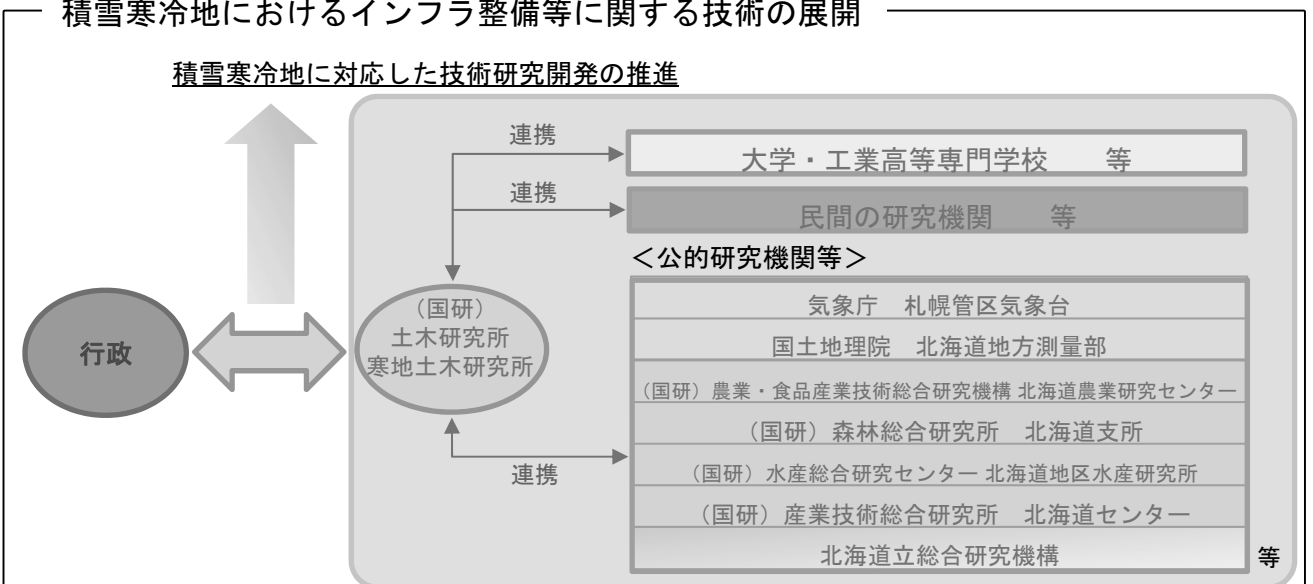 積雪寒冷地におけるインフラ整備等に関する技術の展開
積雪寒冷地に対応した技術研究開発の推進
連携
大学・工業高等専門学校　　等
連携
民間の研究機関　　等
＜公的研究機関等＞
行政
（国研）
土木研究所
寒地土木研究所
気象庁　札幌管区気象台
国土地理院　北海道地方測量部
（国研）農業・食品産業技術総合研究機構 北海道農業研究センター
（国研）森林総合研究所　北海道支所
連携
（国研）水産総合研究センター 北海道地区水産研究所
（国研）産業技術総合研究所　北海道センター
北海道立総合研究機構
等